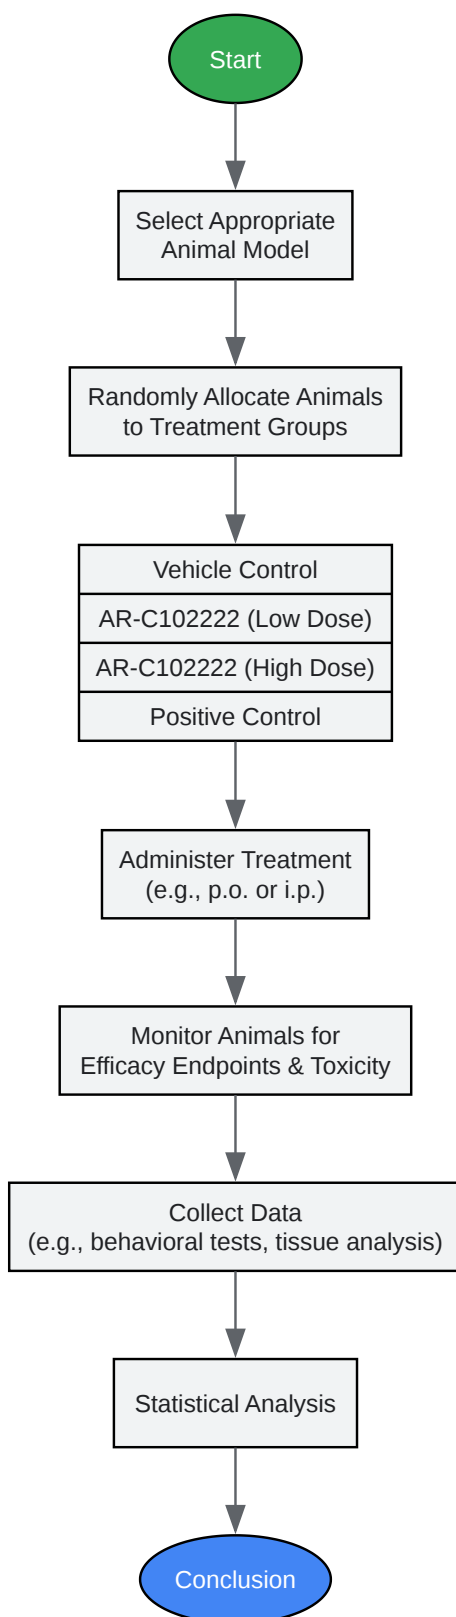 Start
Select Appropriate
Animal Model
Randomly Allocate Animals
to Treatment Groups
Vehicle Control
AR-C102222 (Low Dose)
AR-C102222 (High Dose)
Positive Control
Administer Treatment
(e.g., p.o. or i.p.)
Monitor Animals for
Efficacy Endpoints & Toxicity
Collect Data
(e.g., behavioral tests, tissue analysis)
Statistical Analysis
Conclusion